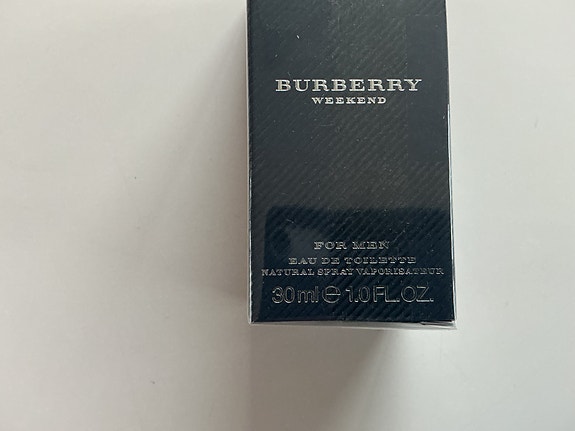 BURBERRY
WEEKEND
FOR MEN
EAU DE TOILETTE
NATURAL SPRAY VAPORISATEUR
30ml ℮ 1.0 FL.OZ.